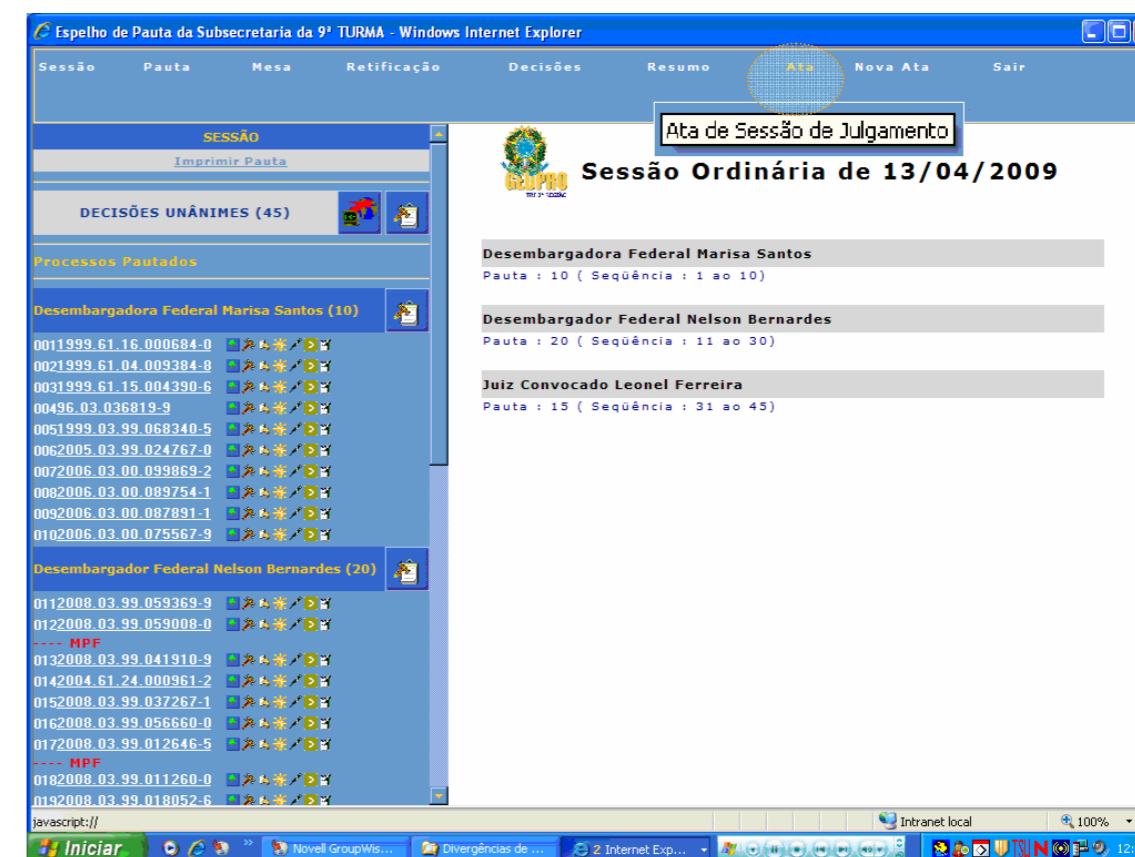 Espelho de Pauta da Subsecretaria da 9ª TURMA - Windows Internet Explorer
Sessão Pauta Mesa Retificação Decisões Resumo Ata Nova Ata Sair
Ata de Sessão de Julgamento
SESSÃO
Imprimir Pauta
DECISÕES UNÂNIMES (45)
Processos Pautados
Desembargadora Federal Marisa Santos (10)
0011999.61.16.000684-0
0021999.61.04.009384-8
0031999.61.15.004390-6
00496.03.036819-9
0051999.03.99.068340-5
0062005.03.99.024767-0
0072006.03.00.099869-2
0082006.03.00.089754-1
0092006.03.00.087891-1
0102006.03.00.075567-9
Desembargador Federal Nelson Bernardes (20)
0112008.03.99.059369-9
0122008.03.99.059008-0
---- MPF
0132008.03.99.041910-9
0142004.61.24.000961-2
0152008.03.99.037267-1
0162008.03.99.056660-0
0172008.03.99.012646-5
---- MPF
0182008.03.99.011260-0
0192008.03.99.018052-6
GEDPRO
Sessão Ordinária de 13/04/2009
Desembargadora Federal Marisa Santos
Pauta : 10 ( Seqüência : 1 ao 10)
Desembargador Federal Nelson Bernardes
Pauta : 20 ( Seqüência : 11 ao 30)
Juiz Convocado Leonel Ferreira
Pauta : 15 ( Seqüência : 31 ao 45)
javascript://
Intranet local
100%
Iniciar
Novell GroupWis...
Divergências de ...
2 Internet Exp...
12: